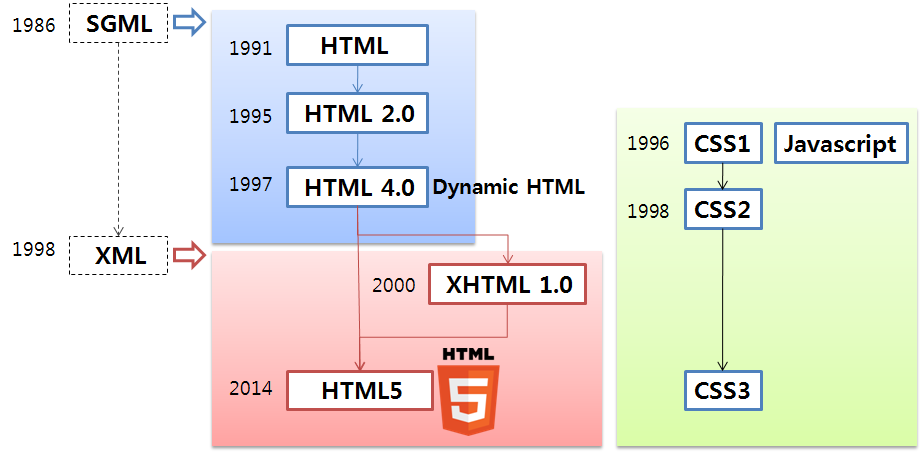 1986 SGML
1991 HTML
1995 HTML 2.0
1997 HTML 4.0 Dynamic HTML
1998 XML
2000 XHTML 1.0
2014 HTML5
HTML
5
1996 CSS1 Javascript
1998 CSS2
CSS3